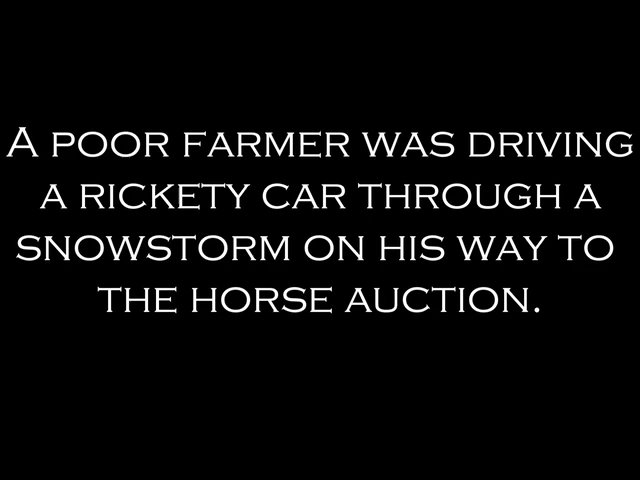 A POOR FARMER WAS DRIVING
A RICKETY CAR THROUGH A
SNOWSTORM ON HIS WAY TO
THE HORSE AUCTION.